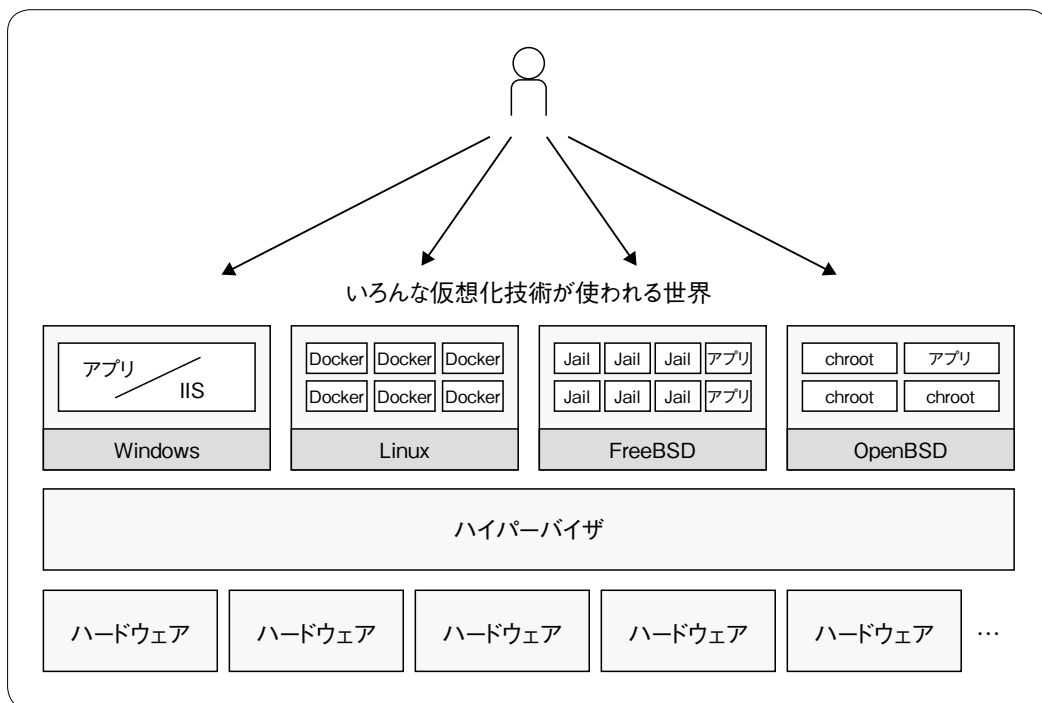 いろんな仮想化技術が使われる世界
アプリ
IIS
Windows
Docker Docker Docker
Docker Docker Docker
Linux
Jail Jail Jail アプリ
Jail Jail Jail アプリ
FreeBSD
chroot アプリ
chroot chroot
OpenBSD
ハイパーバイザ
ハードウェア ハードウェア ハードウェア ハードウェア ハードウェア …